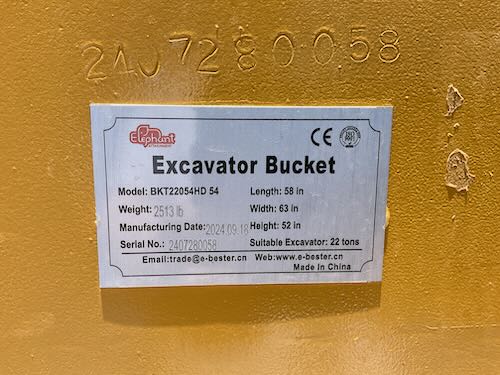 2407280058
Elephant
ATTACHMENT
CE
Excavator Bucket
Model: BKT22054HD 54 Length: 58 in
Weight: 2513 lb Width: 63 in
Manufacturing Date: 2024.09.18 Height: 52 in
Serial No.: 2407280058 Suitable Excavator: 22 tons
Email:trade@e-bester.cn Web:www.e-bester.cn
Made In China